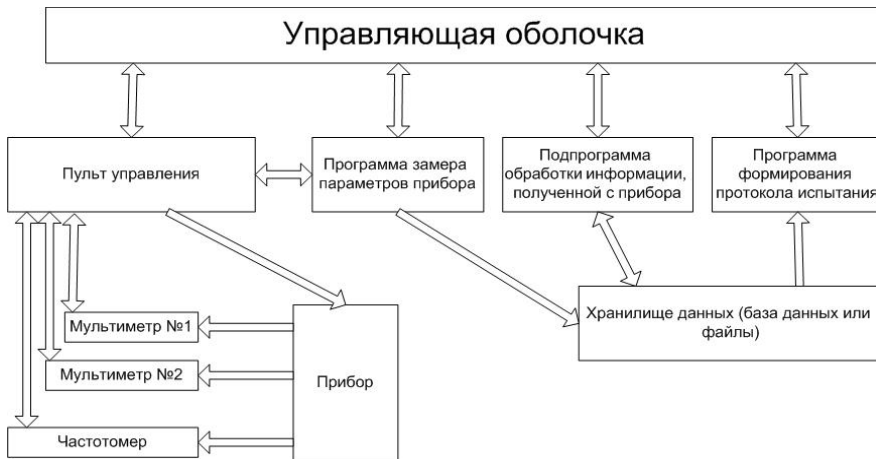 Управляющая оболочка
Пульт управления
Программа замера
параметров прибора
Подпрограмма
обработки информации,
полученной с прибора
Программа
формирования
протокола испытания
Мультиметр №1
Мультиметр №2
Частотомер
Прибор
Хранилище данных (база данных или
файлы)